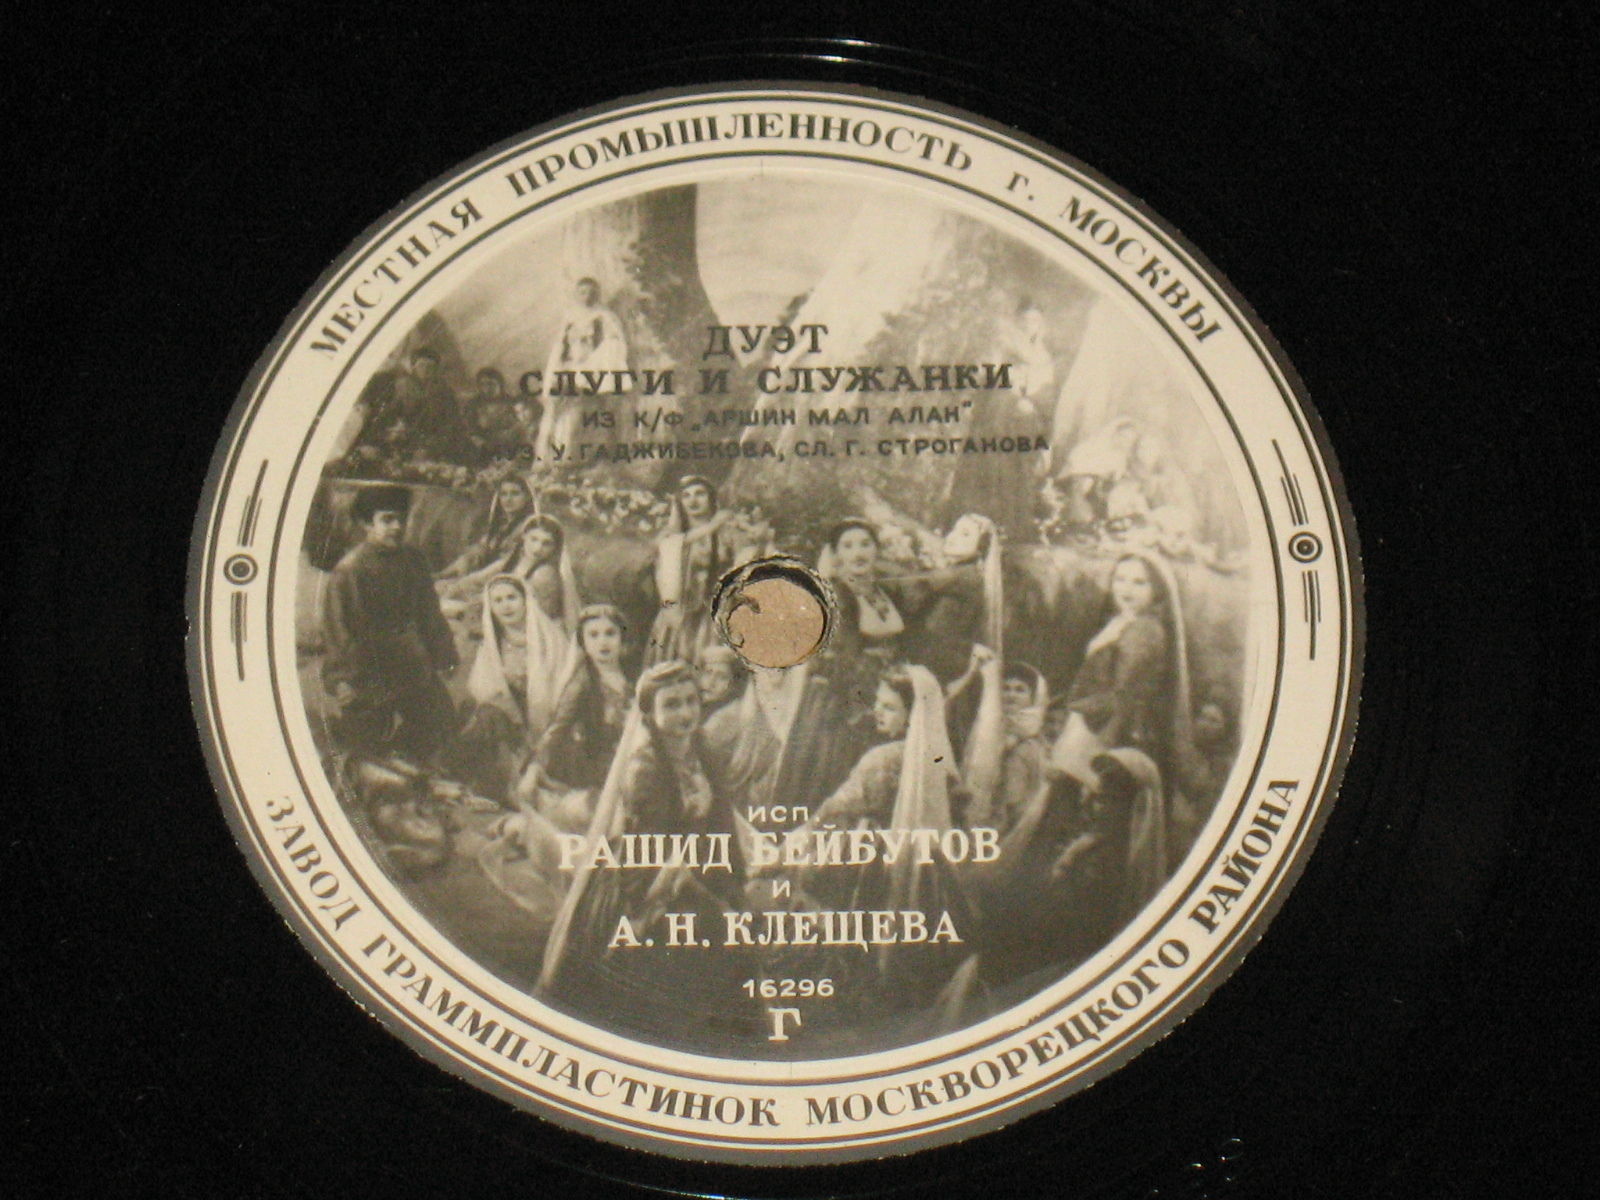 МЕСТНАЯ ПРОМЫШЛЕННОСТЬ г. МОСКВЫ
ДУЭТ
СЛУГИ И СЛУЖАНКИ
ИЗ К/Ф „АРШИН МАЛ АЛАН"
МУЗ. У. ГАДЖИБЕКОВА, СЛ. Г. СТРОГАНОВА
ИСП.
РАШИД БЕЙБУТОВ
И
А. Н. КЛЕЩЕВА
16296
Г
ЗАВОД ГРАММПЛАСТИНОК МОСКВОРЕЦКОГО РАЙОНА